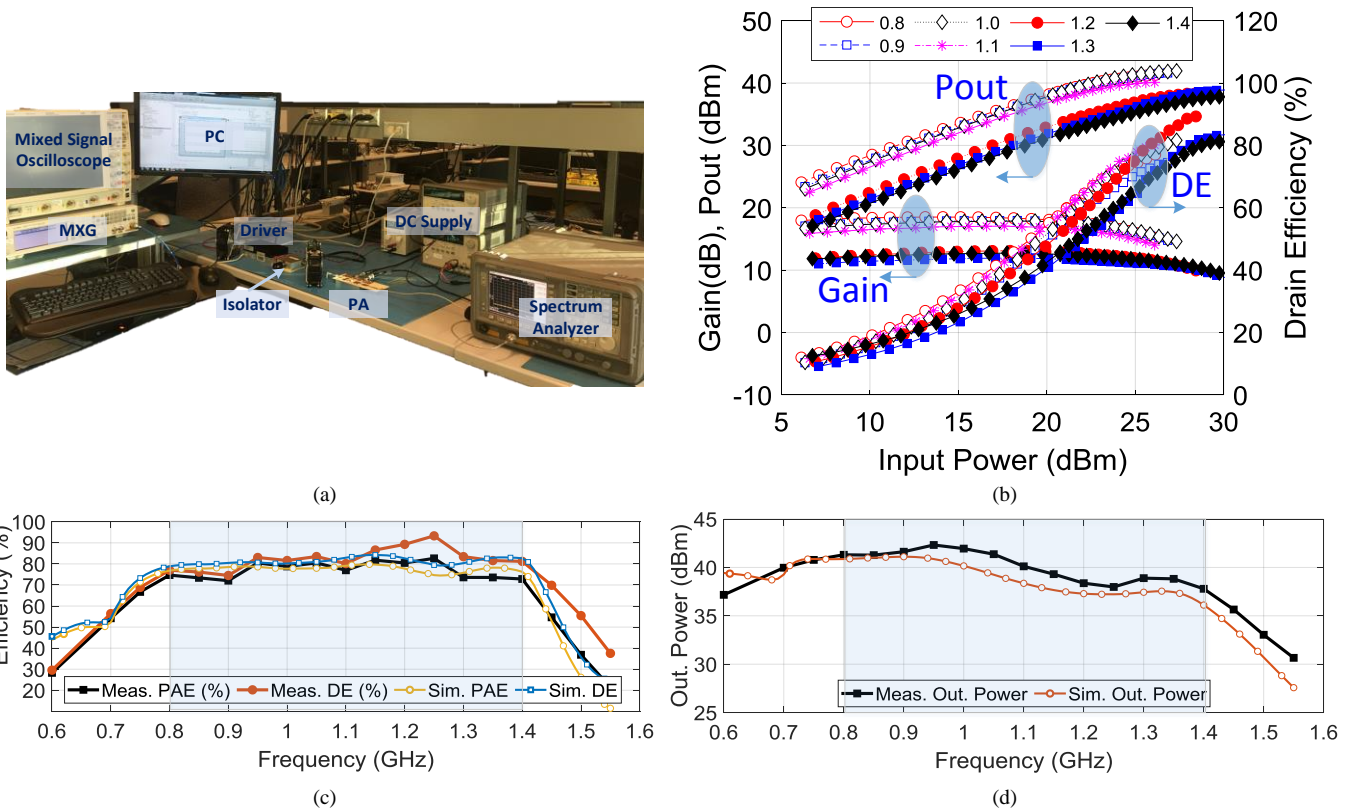 Mixed Signal
Oscilloscope
PC
MXG
Driver
DC Supply
Isolator
PA
Spectrum
Analyzer
(a)
50
40
30
20
10
0
-10
Gain(dB), Pout (dBm)
0.8 1.0 1.2 1.4
0.9 1.1 1.3
Pout
DE
Gain
120
100
80
60
40
20
0
Drain Efficiency (%)
5 10 15 20 25 30
Input Power (dBm)
(b)
100
90
80
70
60
50
40
30
20
Efficiency (%)
Meas. PAE (%) Meas. DE (%) Sim. PAE Sim. DE
0.6 0.7 0.8 0.9 1 1.1 1.2 1.3 1.4 1.5 1.6
Frequency (GHz)
(c)
45
40
35
30
25
Out. Power (dBm)
Meas. Out. Power Sim. Out. Power
0.6 0.7 0.8 0.9 1 1.1 1.2 1.3 1.4 1.5 1.6
Frequency (GHz)
(d)